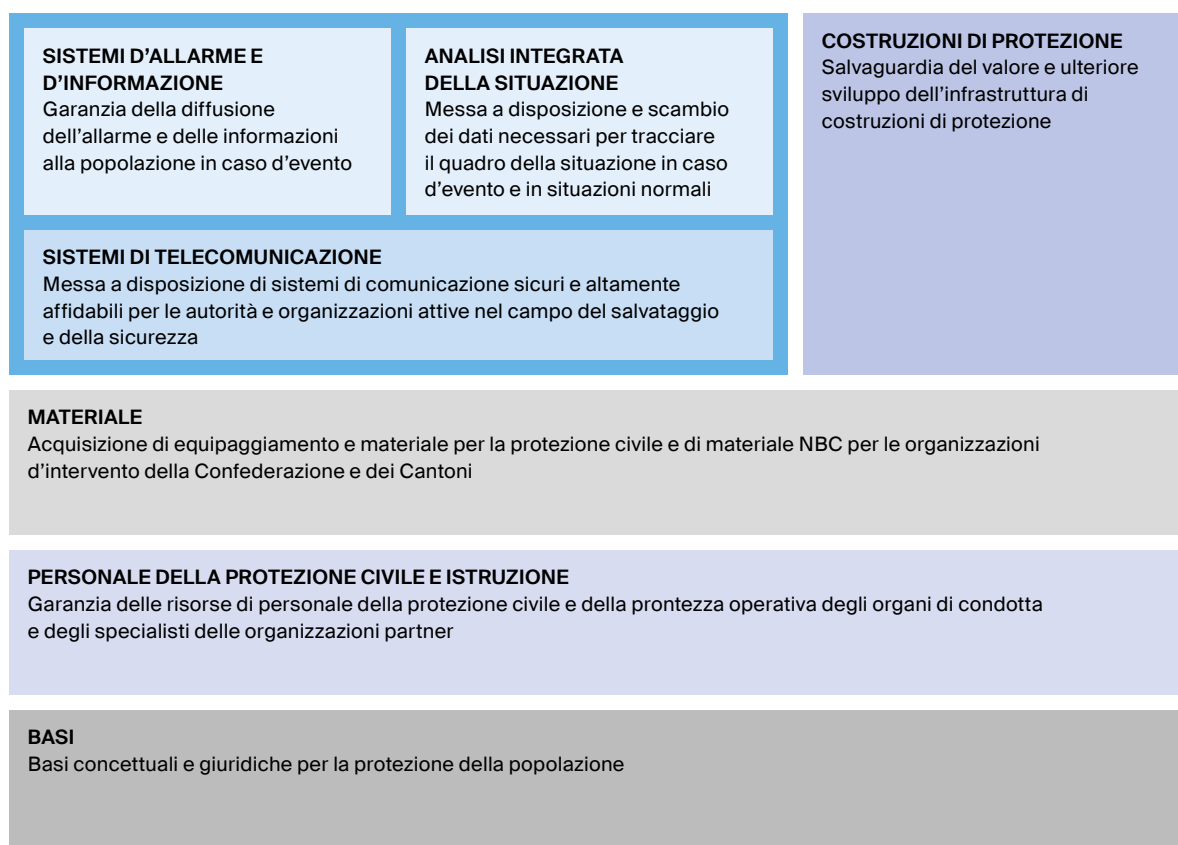 SISTEMI D’ALLARME E
D’INFORMAZIONE
Garanzia della diffusione
dell’allarme e delle informazioni
alla popolazione in caso d’evento
ANALISI INTEGRATA
DELLA SITUAZIONE
Messa a disposizione e scambio
dei dati necessari per tracciare
il quadro della situazione in caso
d’evento e in situazioni normali
COSTRUZIONI DI PROTEZIONE
Salvaguardia del valore e ulteriore
sviluppo dell’infrastruttura di
costruzioni di protezione
SISTEMI DI TELECOMUNICAZIONE
Messa a disposizione di sistemi di comunicazione sicuri e altamente
affidabili per le autorità e organizzazioni attive nel campo del salvataggio
e della sicurezza
MATERIALE
Acquisizione di equipaggiamento e materiale per la protezione civile e di materiale NBC per le organizzazioni
d’intervento della Confederazione e dei Cantoni
PERSONALE DELLA PROTEZIONE CIVILE E ISTRUZIONE
Garanzia delle risorse di personale della protezione civile e della prontezza operativa degli organi di condotta
e degli specialisti delle organizzazioni partner
BASI
Basi concettuali e giuridiche per la protezione della popolazione